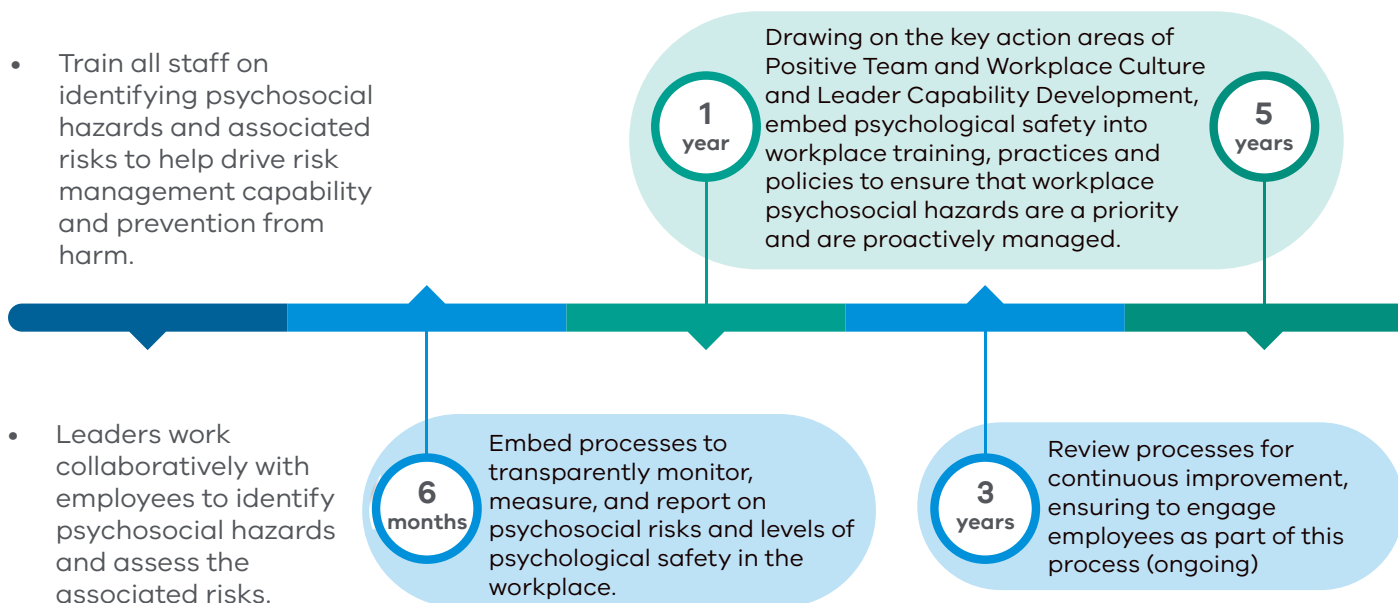 • Train all staff on
identifying psychosocial
hazards and associated
risks to help drive risk
management capability
and prevention from
harm.
1
year
Drawing on the key action areas of
Positive Team and Workplace Culture
and Leader Capability Development,
embed psychological safety into
workplace training, practices and
policies to ensure that workplace
psychosocial hazards are a priority
and are proactively managed.
5
years
• Leaders work
collaboratively with
employees to identify
psychosocial hazards
and assess the
associated risks.
6
months
Embed processes to
transparently monitor,
measure, and report on
psychosocial risks and levels of
psychological safety in the
workplace.
3
years
Review processes for
continuous improvement,
ensuring to engage
employees as part of this
process (ongoing)